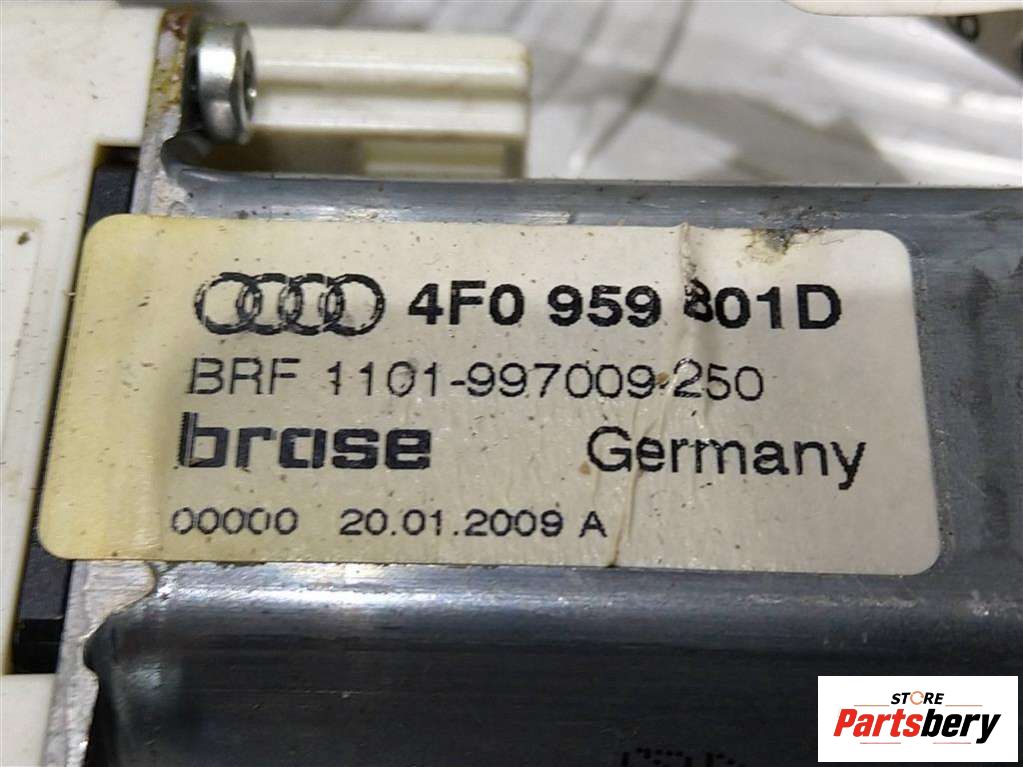 4F0 959 801D
BRF 1101-997009-250
brose Germany
00000 20.01.2009 A
STORE
Partsbery